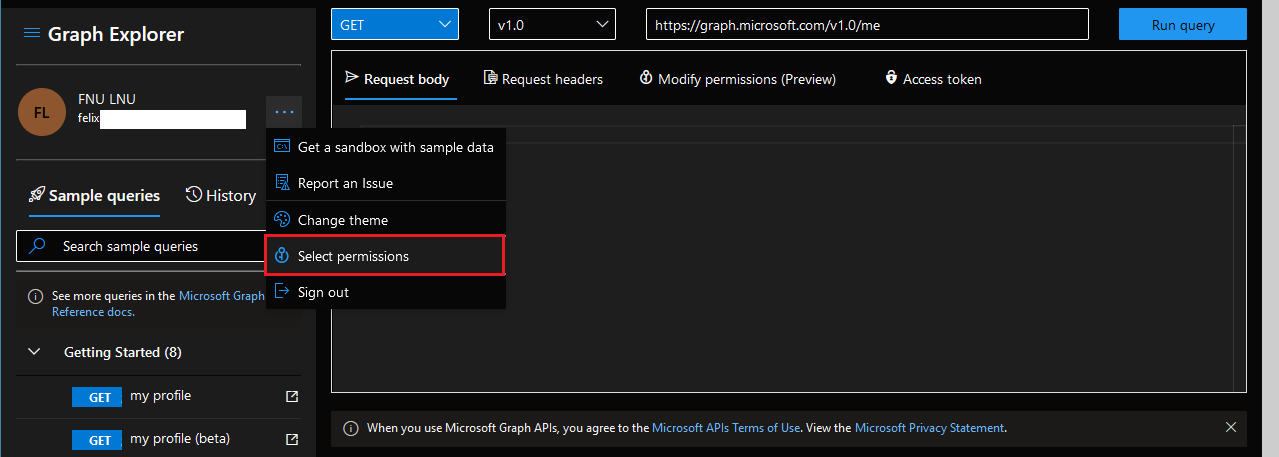 Graph Explorer
FL
FNU LNU
felix
...
Get a sandbox with sample data
Report an Issue
Change theme
Select permissions
Sign out
Sample queries
History
Search sample queries
See more queries in the Microsoft Graph
Reference docs.
Getting Started (8)
GET my profile
GET my profile (beta)
GET
v1.0
https://graph.microsoft.com/v1.0/me
Run query
Request body
Request headers
Modify permissions (Preview)
Access token
When you use Microsoft Graph APIs, you agree to the Microsoft APIs Terms of Use. View the Microsoft Privacy Statement.